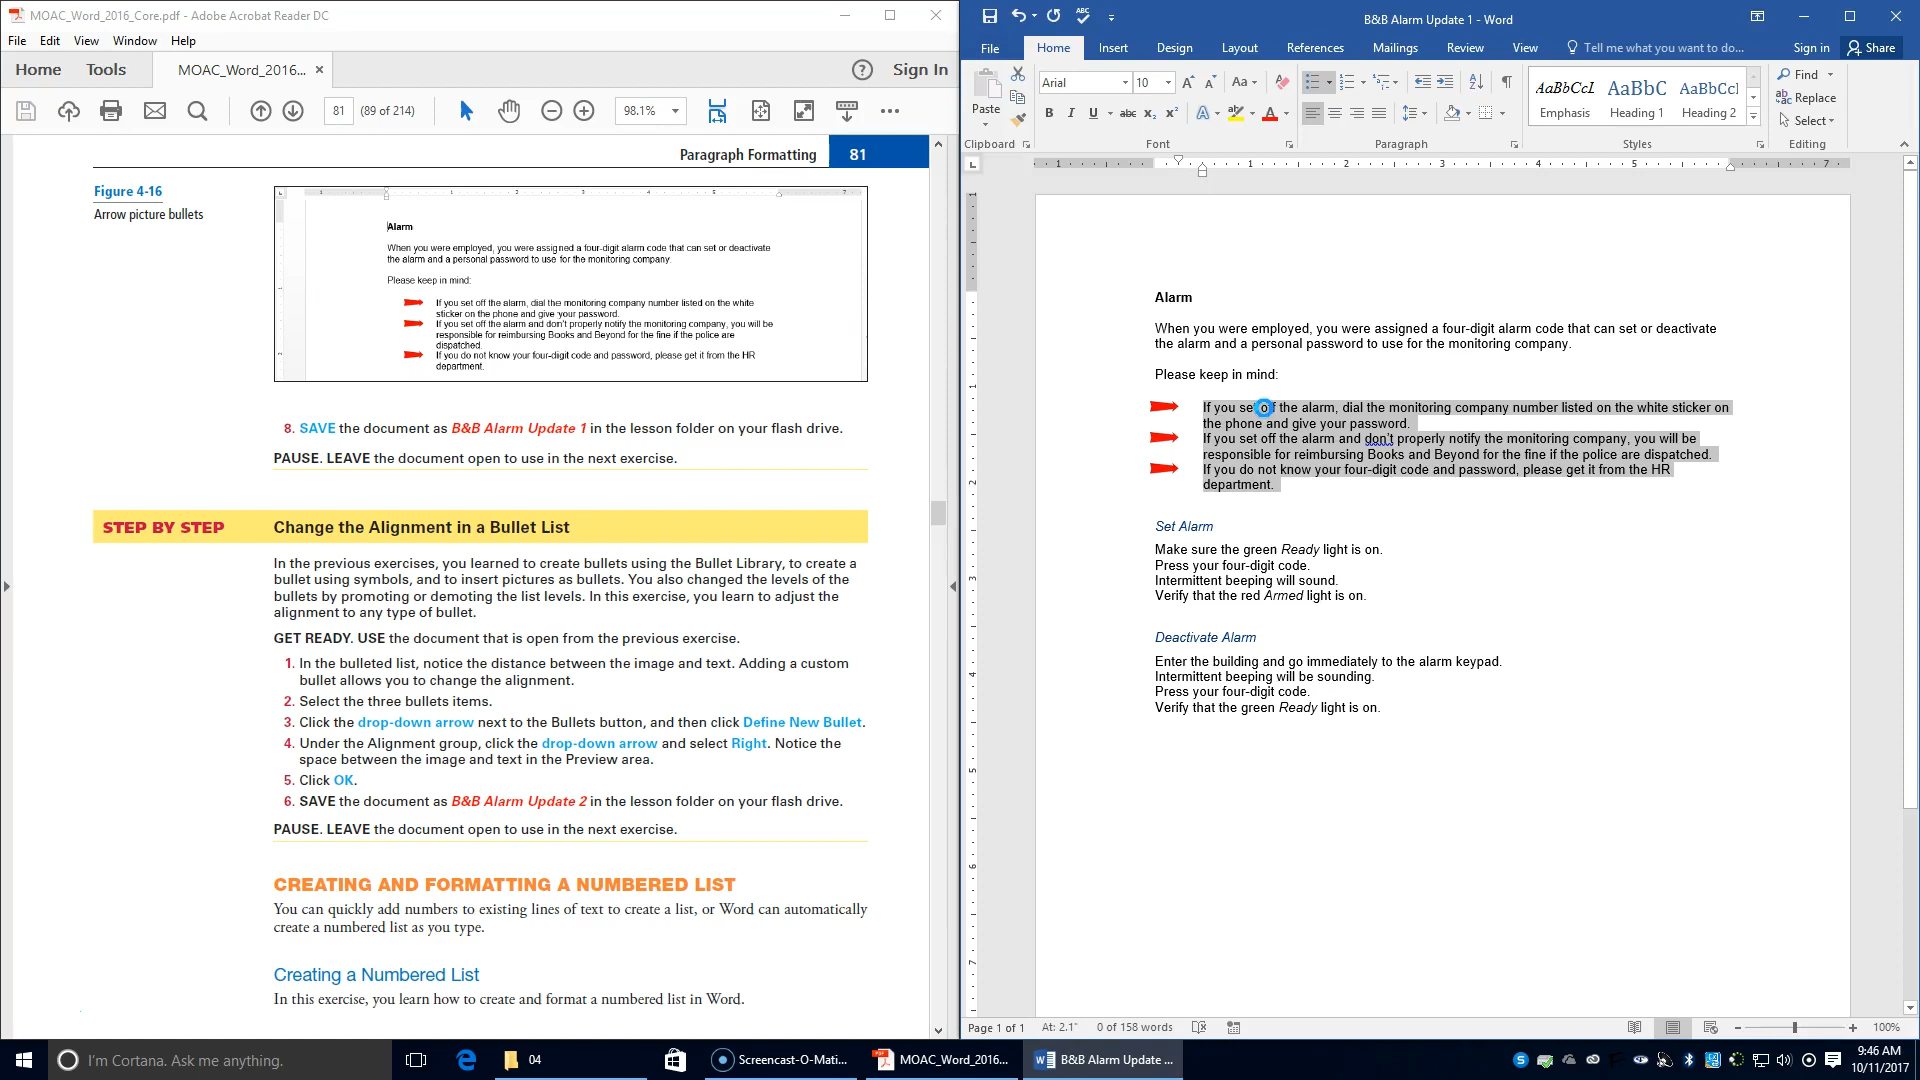 MOAC_Word_2016_Core.pdf - Adobe Acrobat Reader DC
File Edit View Window Help
Home Tools MOAC_Word_2016... × Sign In
81 (89 of 214) 98.1%
Paragraph Formatting 81
Figure 4-16
Arrow picture bullets
Alarm
When you were employed, you were assigned a four-digit alarm code that can set or deactivate
the alarm and a personal password to use for the monitoring company.
Please keep in mind:
If you set off the alarm, dial the monitoring company number listed on the white
sticker on the phone and give your password.
If you set off the alarm and don't properly notify the monitoring company, you will be
responsible for reimbursing Books and Beyond for the fine if the police are
dispatched.
If you do not know your four-digit code and password, please get it from the HR
department.
8. SAVE the document as B&B Alarm Update 1 in the lesson folder on your flash drive.
PAUSE. LEAVE the document open to use in the next exercise.
STEP BY STEP Change the Alignment in a Bullet List
In the previous exercises, you learned to create bullets using the Bullet Library, to create a
bullet using symbols, and to insert pictures as bullets. You also changed the levels of the
bullets by promoting or demoting the list levels. In this exercise, you learn to adjust the
alignment to any type of bullet.
GET READY. USE the document that is open from the previous exercise.
1. In the bulleted list, notice the distance between the image and text. Adding a custom
bullet allows you to change the alignment.
2. Select the three bullets items.
3. Click the drop-down arrow next to the Bullets button, and then click Define New Bullet.
4. Under the Alignment group, click the drop-down arrow and select Right. Notice the
space between the image and text in the Preview area.
5. Click OK.
6. SAVE the document as B&B Alarm Update 2 in the lesson folder on your flash drive.
PAUSE. LEAVE the document open to use in the next exercise.
CREATING AND FORMATTING A NUMBERED LIST
You can quickly add numbers to existing lines of text to create a list, or Word can automatically
create a numbered list as you type.
Creating a Numbered List
In this exercise, you learn how to create and format a numbered list in Word.
B&B Alarm Update 1 - Word
File Home Insert Design Layout References Mailings Review View Tell me what you want to do... Sign in Share
Paste
Arial 10
AaBbCcI AaBbC AaBbCcI
Emphasis Heading 1 Heading 2
Find
Replace
Select
Clipboard Font Paragraph Styles Editing
Alarm
When you were employed, you were assigned a four-digit alarm code that can set or deactivate
the alarm and a personal password to use for the monitoring company.
Please keep in mind:
If you set off the alarm, dial the monitoring company number listed on the white sticker on
the phone and give your password.
If you set off the alarm and don't properly notify the monitoring company, you will be
responsible for reimbursing Books and Beyond for the fine if the police are dispatched.
If you do not know your four-digit code and password, please get it from the HR
department.
Set Alarm
Make sure the green Ready light is on.
Press your four-digit code.
Intermittent beeping will sound.
Verify that the red Armed light is on.
Deactivate Alarm
Enter the building and go immediately to the alarm keypad.
Intermittent beeping will be sounding.
Press your four-digit code.
Verify that the green Ready light is on.
Page 1 of 1 At: 2.1" 0 of 158 words 100%
I'm Cortana. Ask me anything. 04 Screencast-O-Mati... MOAC_Word_2016... B&B Alarm Update ... 9:46 AM
10/11/2017